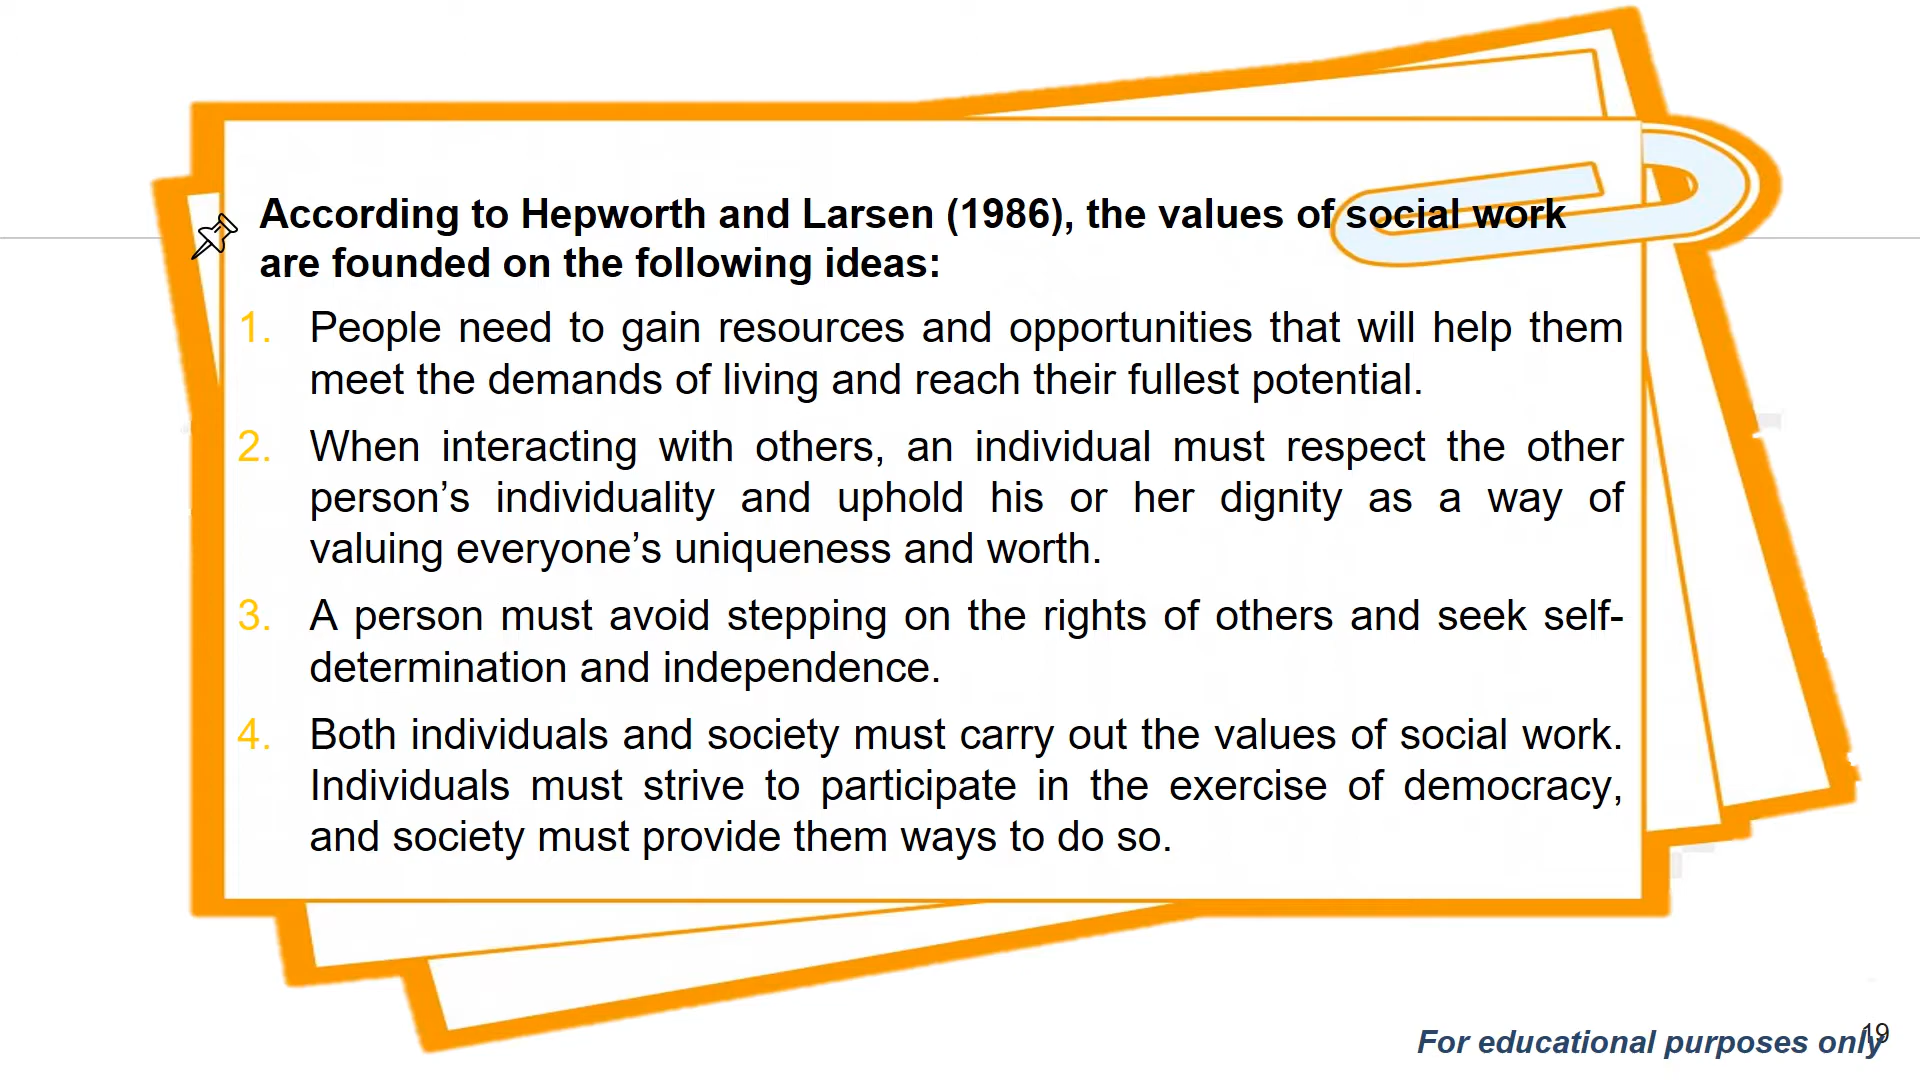 According to Hepworth and Larsen (1986), the values of social work
are founded on the following ideas:
1. People need to gain resources and opportunities that will help them
meet the demands of living and reach their fullest potential.
2. When interacting with others, an individual must respect the other
person’s individuality and uphold his or her dignity as a way of
valuing everyone’s uniqueness and worth.
3. A person must avoid stepping on the rights of others and seek self-
determination and independence.
4. Both individuals and society must carry out the values of social work.
Individuals must strive to participate in the exercise of democracy,
and society must provide them ways to do so.
For educational purposes only
19